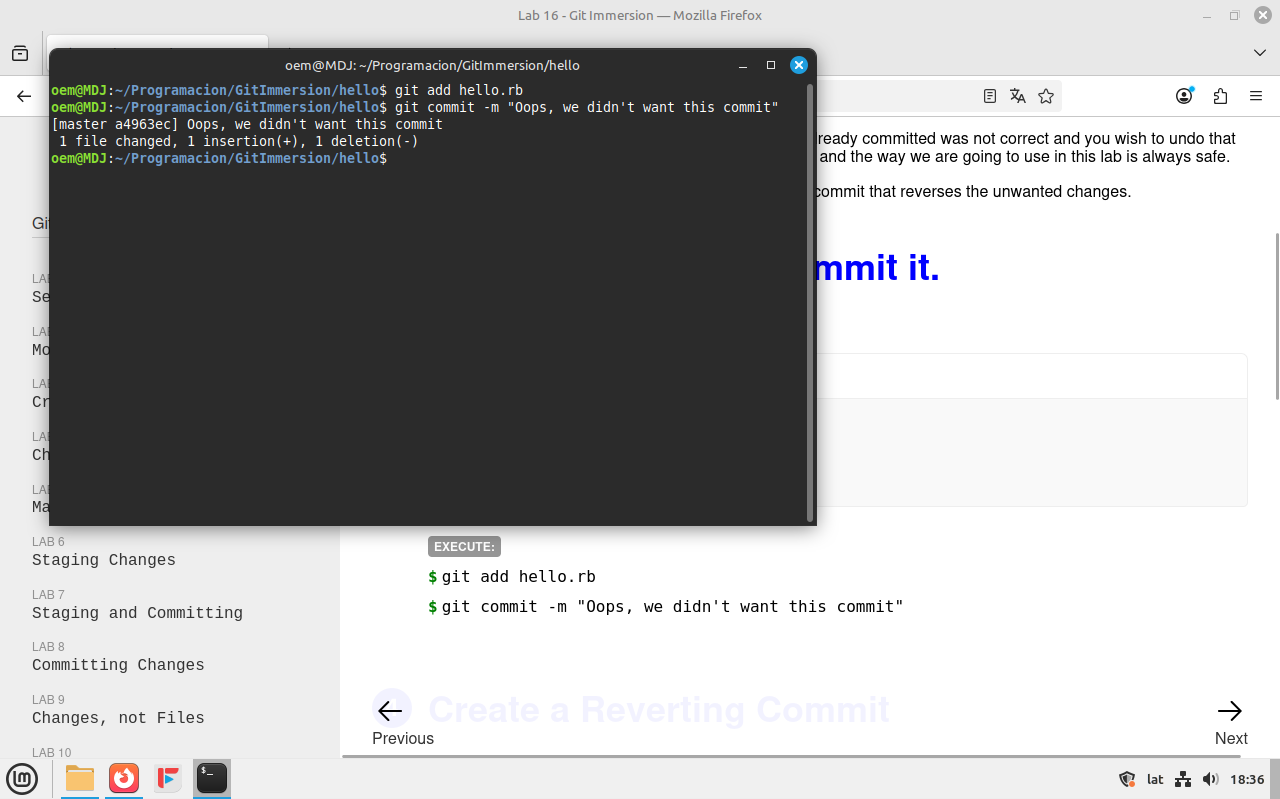 Lab 16 - Git Immersion — Mozilla Firefox
oem@MDJ: ~/Programacion/GitImmersion/hello
oem@MDJ:~/Programacion/GitImmersion/hello$ git add hello.rb
oem@MDJ:~/Programacion/GitImmersion/hello$ git commit -m "Oops, we didn't want this commit"
[master a4963ec] Oops, we didn't want this commit
1 file changed, 1 insertion(+), 1 deletion(-)
oem@MDJ:~/Programacion/GitImmersion/hello$
ready committed was not correct and you wish to undo that
and the way we are going to use in this lab is always safe.
commit that reverses the unwanted changes.
mmit it.
Git
LAB
Se
LAB
Mo
LAB
Cr
LAB
Ch
LAB
Ma
LAB 6
Staging Changes
LAB 7
Staging and Committing
LAB 8
Committing Changes
LAB 9
Changes, not Files
LAB 10
EXECUTE:
$ git add hello.rb
$ git commit -m "Oops, we didn't want this commit"
Create a Reverting Commit
Previous
Next
lat
18:36